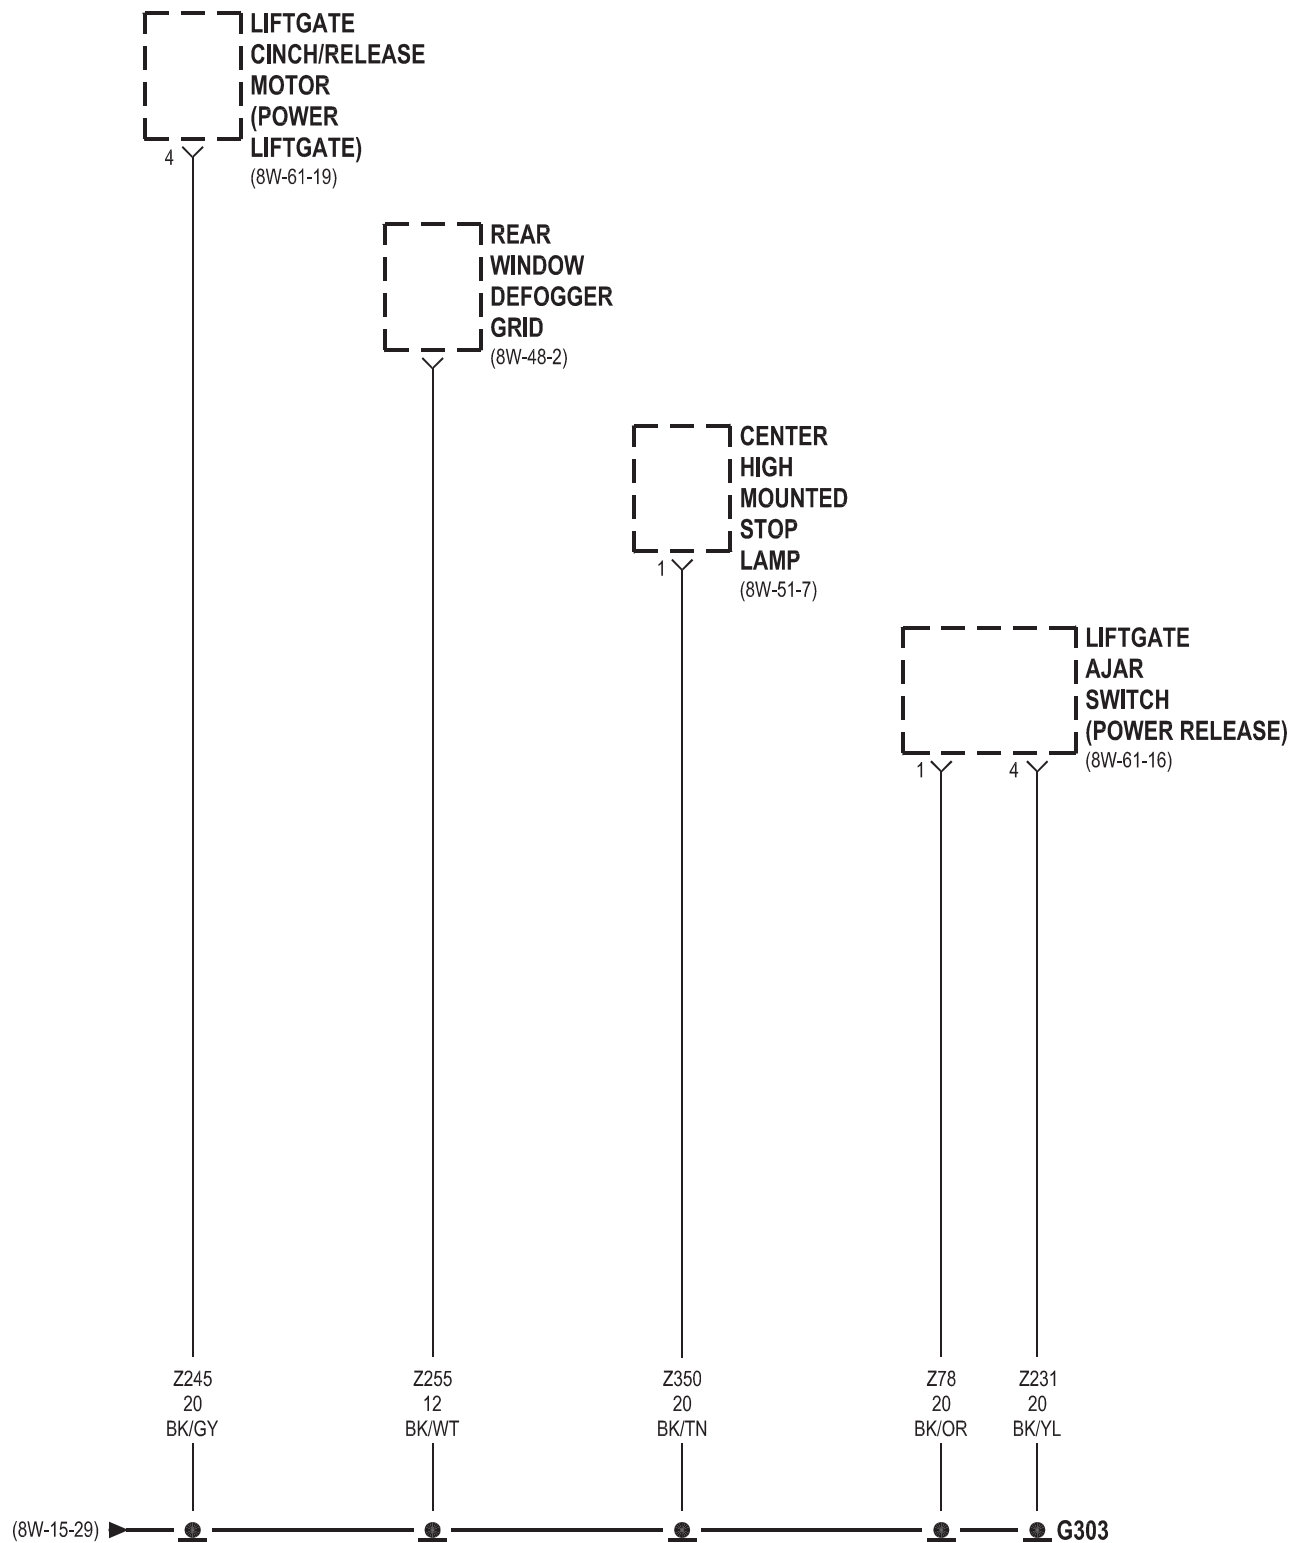 LIFTGATE
CINCH/RELEASE
MOTOR
(POWER
LIFTGATE)
(8W-61-19)
4
REAR
WINDOW
DEFOGGER
GRID
(8W-48-2)
CENTER
HIGH
MOUNTED
STOP
LAMP
(8W-51-7)
1
LIFTGATE
AJAR
SWITCH
(POWER RELEASE)
(8W-61-16)
1
4
Z245
20
BK/GY
Z255
12
BK/WT
Z350
20
BK/TN
Z78
20
BK/OR
Z231
20
BK/YL
(8W-15-29)
G303